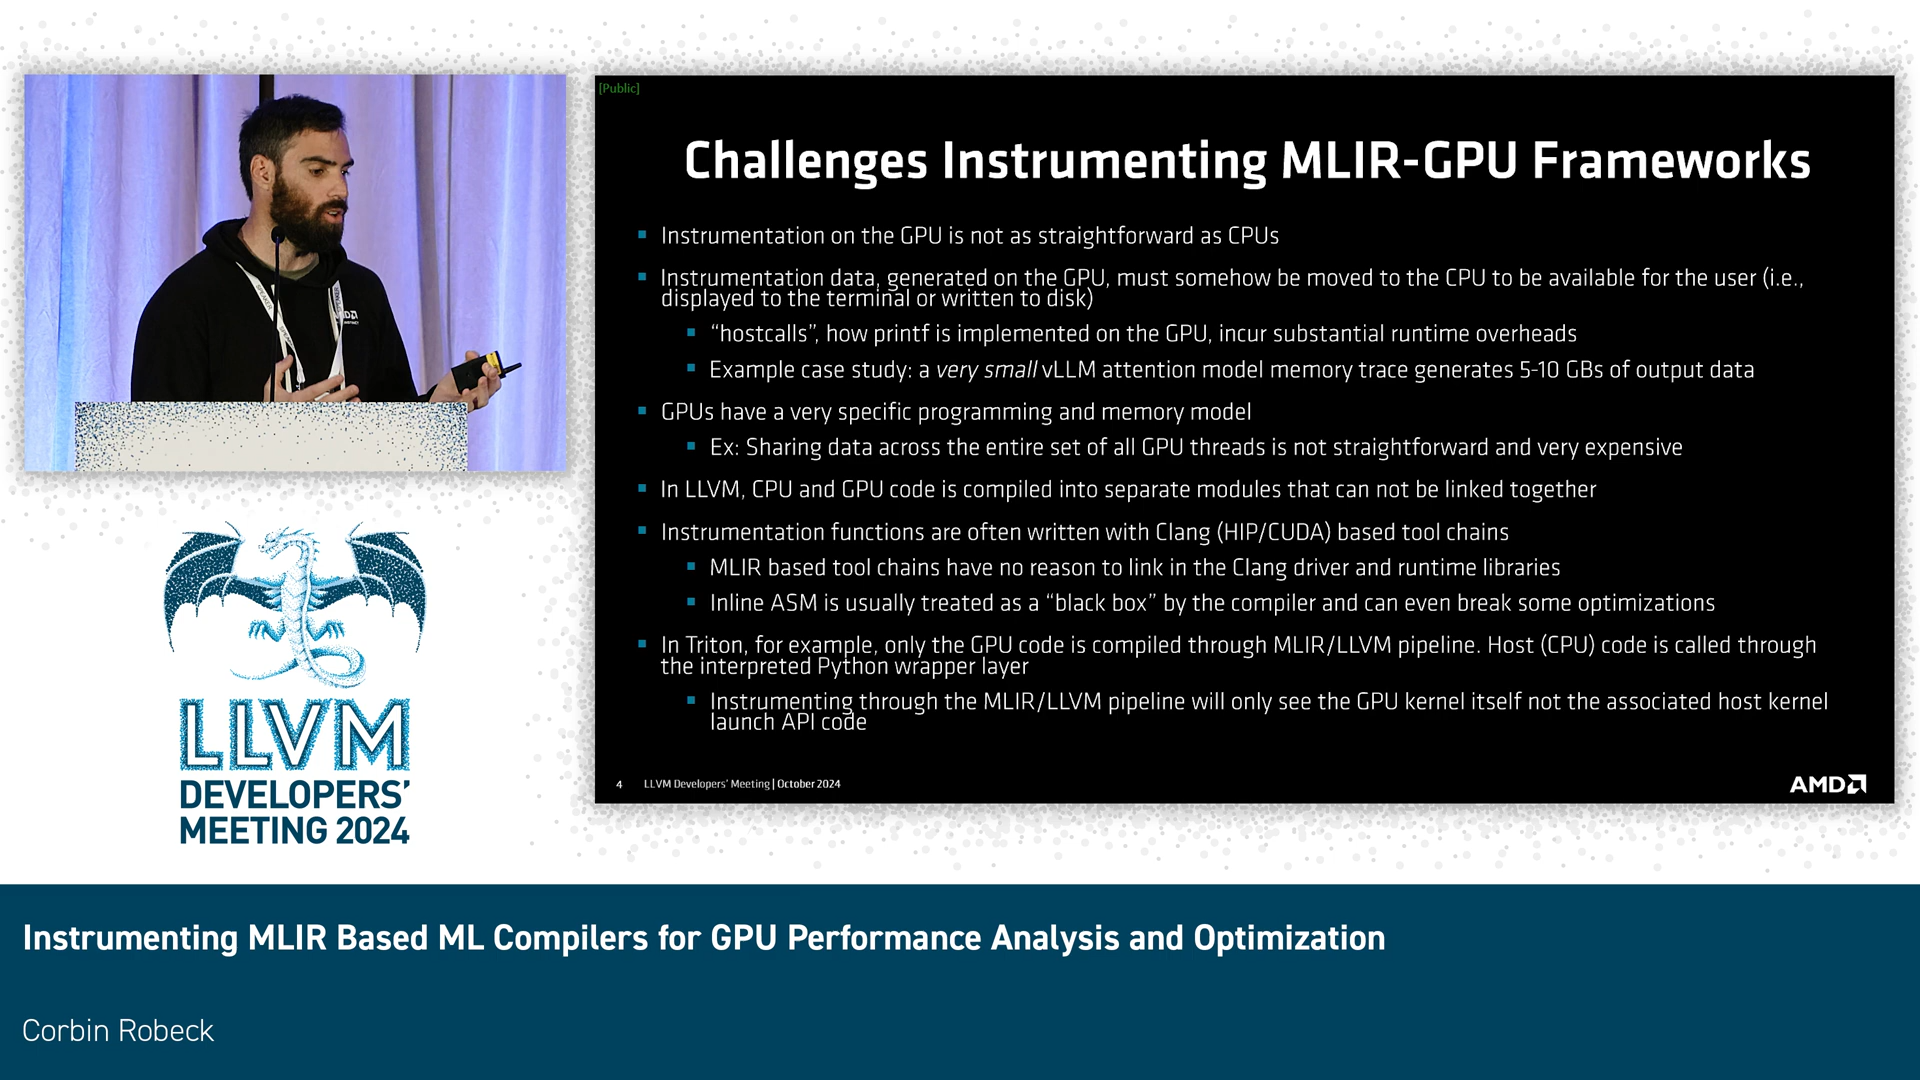 [Public]
Challenges Instrumenting MLIR-GPU Frameworks
Instrumentation on the GPU is not as straightforward as CPUs
Instrumentation data, generated on the GPU, must somehow be moved to the CPU to be available for the user (i.e.,
displayed to the terminal or written to disk)
“hostcalls”, how printf is implemented on the GPU, incur substantial runtime overheads
Example case study: a very small vLLM attention model memory trace generates 5-10 GBs of output data
GPUs have a very specific programming and memory model
Ex: Sharing data across the entire set of all GPU threads is not straightforward and very expensive
In LLVM, CPU and GPU code is compiled into separate modules that can not be linked together
Instrumentation functions are often written with Clang (HIP/CUDA) based tool chains
MLIR based tool chains have no reason to link in the Clang driver and runtime libraries
Inline ASM is usually treated as a “black box” by the compiler and can even break some optimizations
In Triton, for example, only the GPU code is compiled through MLIR/LLVM pipeline. Host (CPU) code is called through
the interpreted Python wrapper layer
Instrumenting through the MLIR/LLVM pipeline will only see the GPU kernel itself not the associated host kernel
launch API code
4 LLVM Developers' Meeting | October 2024
AMD
SPEAKER
AMD
LLVM
DEVELOPERS'
MEETING 2024
Instrumenting MLIR Based ML Compilers for GPU Performance Analysis and Optimization
Corbin Robeck